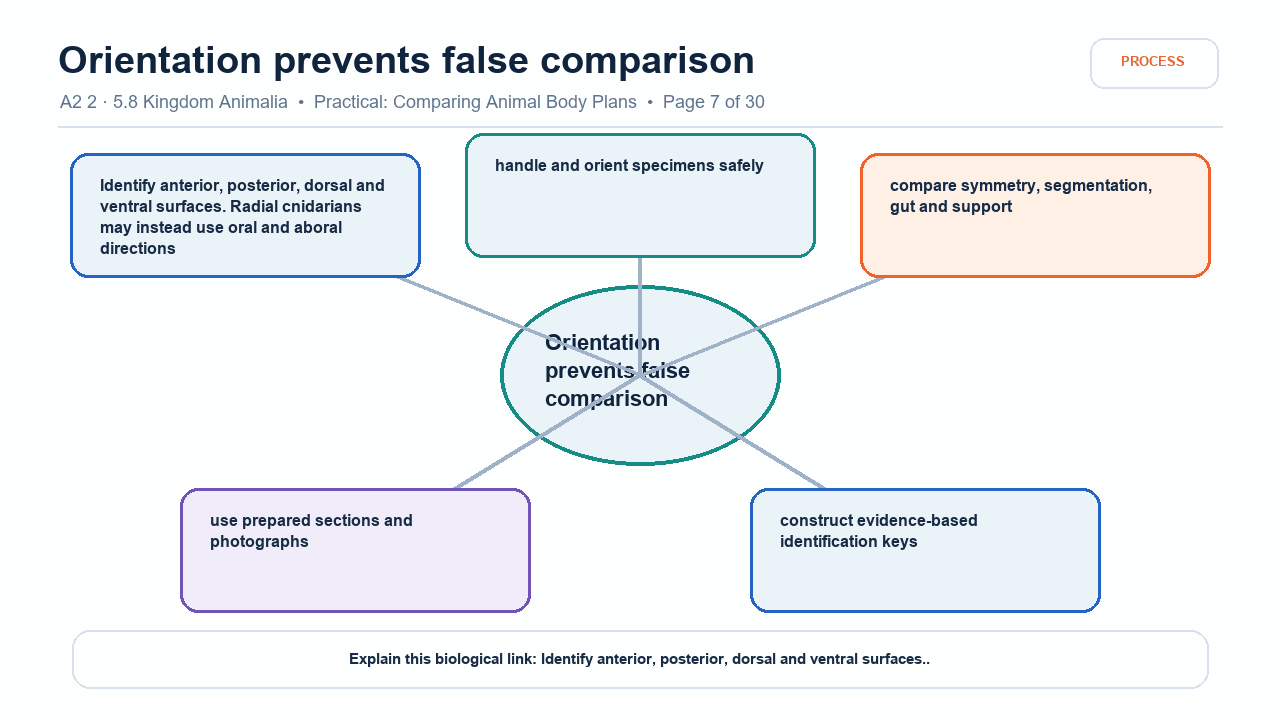 Orientation prevents false comparison
PROCESS
A2 2 · 5.8 Kingdom Animalia • Practical: Comparing Animal Body Plans • Page 7 of 30
Identify anterior, posterior, dorsal and
ventral surfaces. Radial cnidarians
may instead use oral and aboral
directions
handle and orient specimens safely
compare symmetry, segmentation,
gut and support
Orientation
prevents false
comparison
use prepared sections and
photographs
construct evidence-based
identification keys
Explain this biological link: Identify anterior, posterior, dorsal and ventral surfaces..